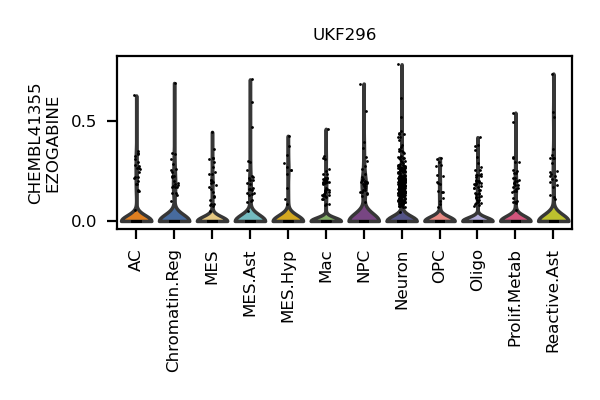 UKF296
CHEMBL41355
EZOGABINE
0.5
0.0
AC
Chromatin.Reg
MES
MES.Ast
MES.Hyp
Mac
NPC
Neuron
OPC
Oligo
Prolif.Metab
Reactive.Ast